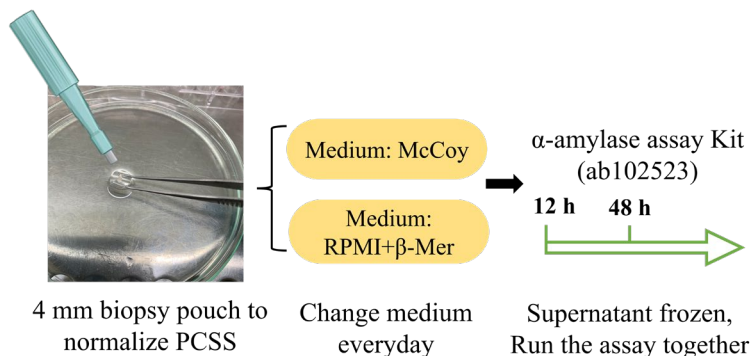 Medium: McCoy
Medium:
RPMI+β-Mer
α-amylase assay Kit
(ab102523)
12 h
48 h
4 mm biopsy pouch to
normalize PCSS
Change medium
everyday
Supernatant frozen,
Run the assay together